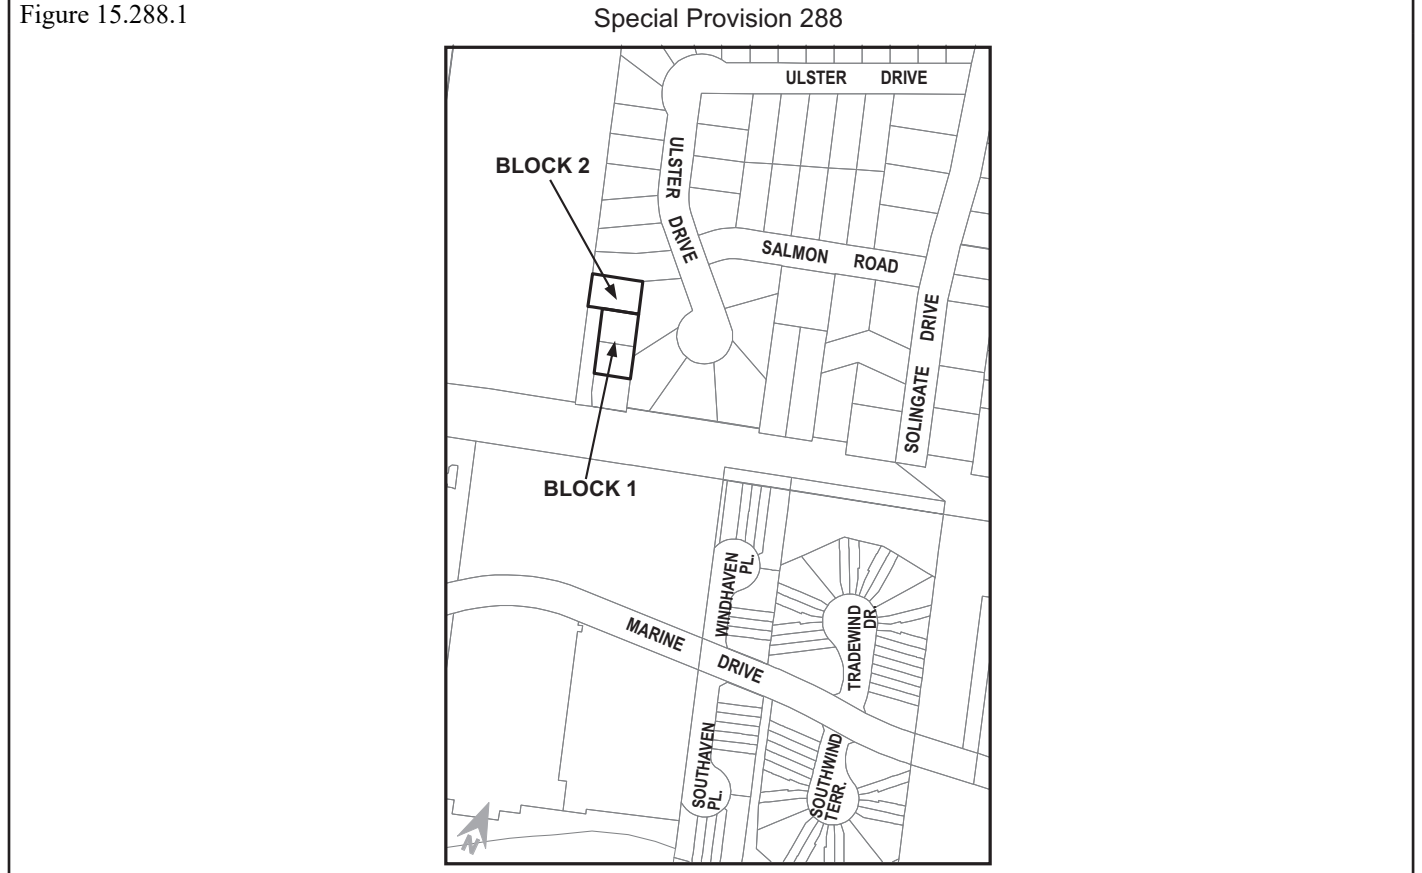 Figure 15.288.1
Special Provision 288
ULSTER DRIVE
ULSTER DRIVE
BLOCK 2
SALMON ROAD
SOLINGATE DRIVE
BLOCK 1
WINDHAVEN
PL.
TRADEWIND
DR.
MARINE DRIVE
SOUTHAVEN
PL.
SOUTHWIND
TERR.
N